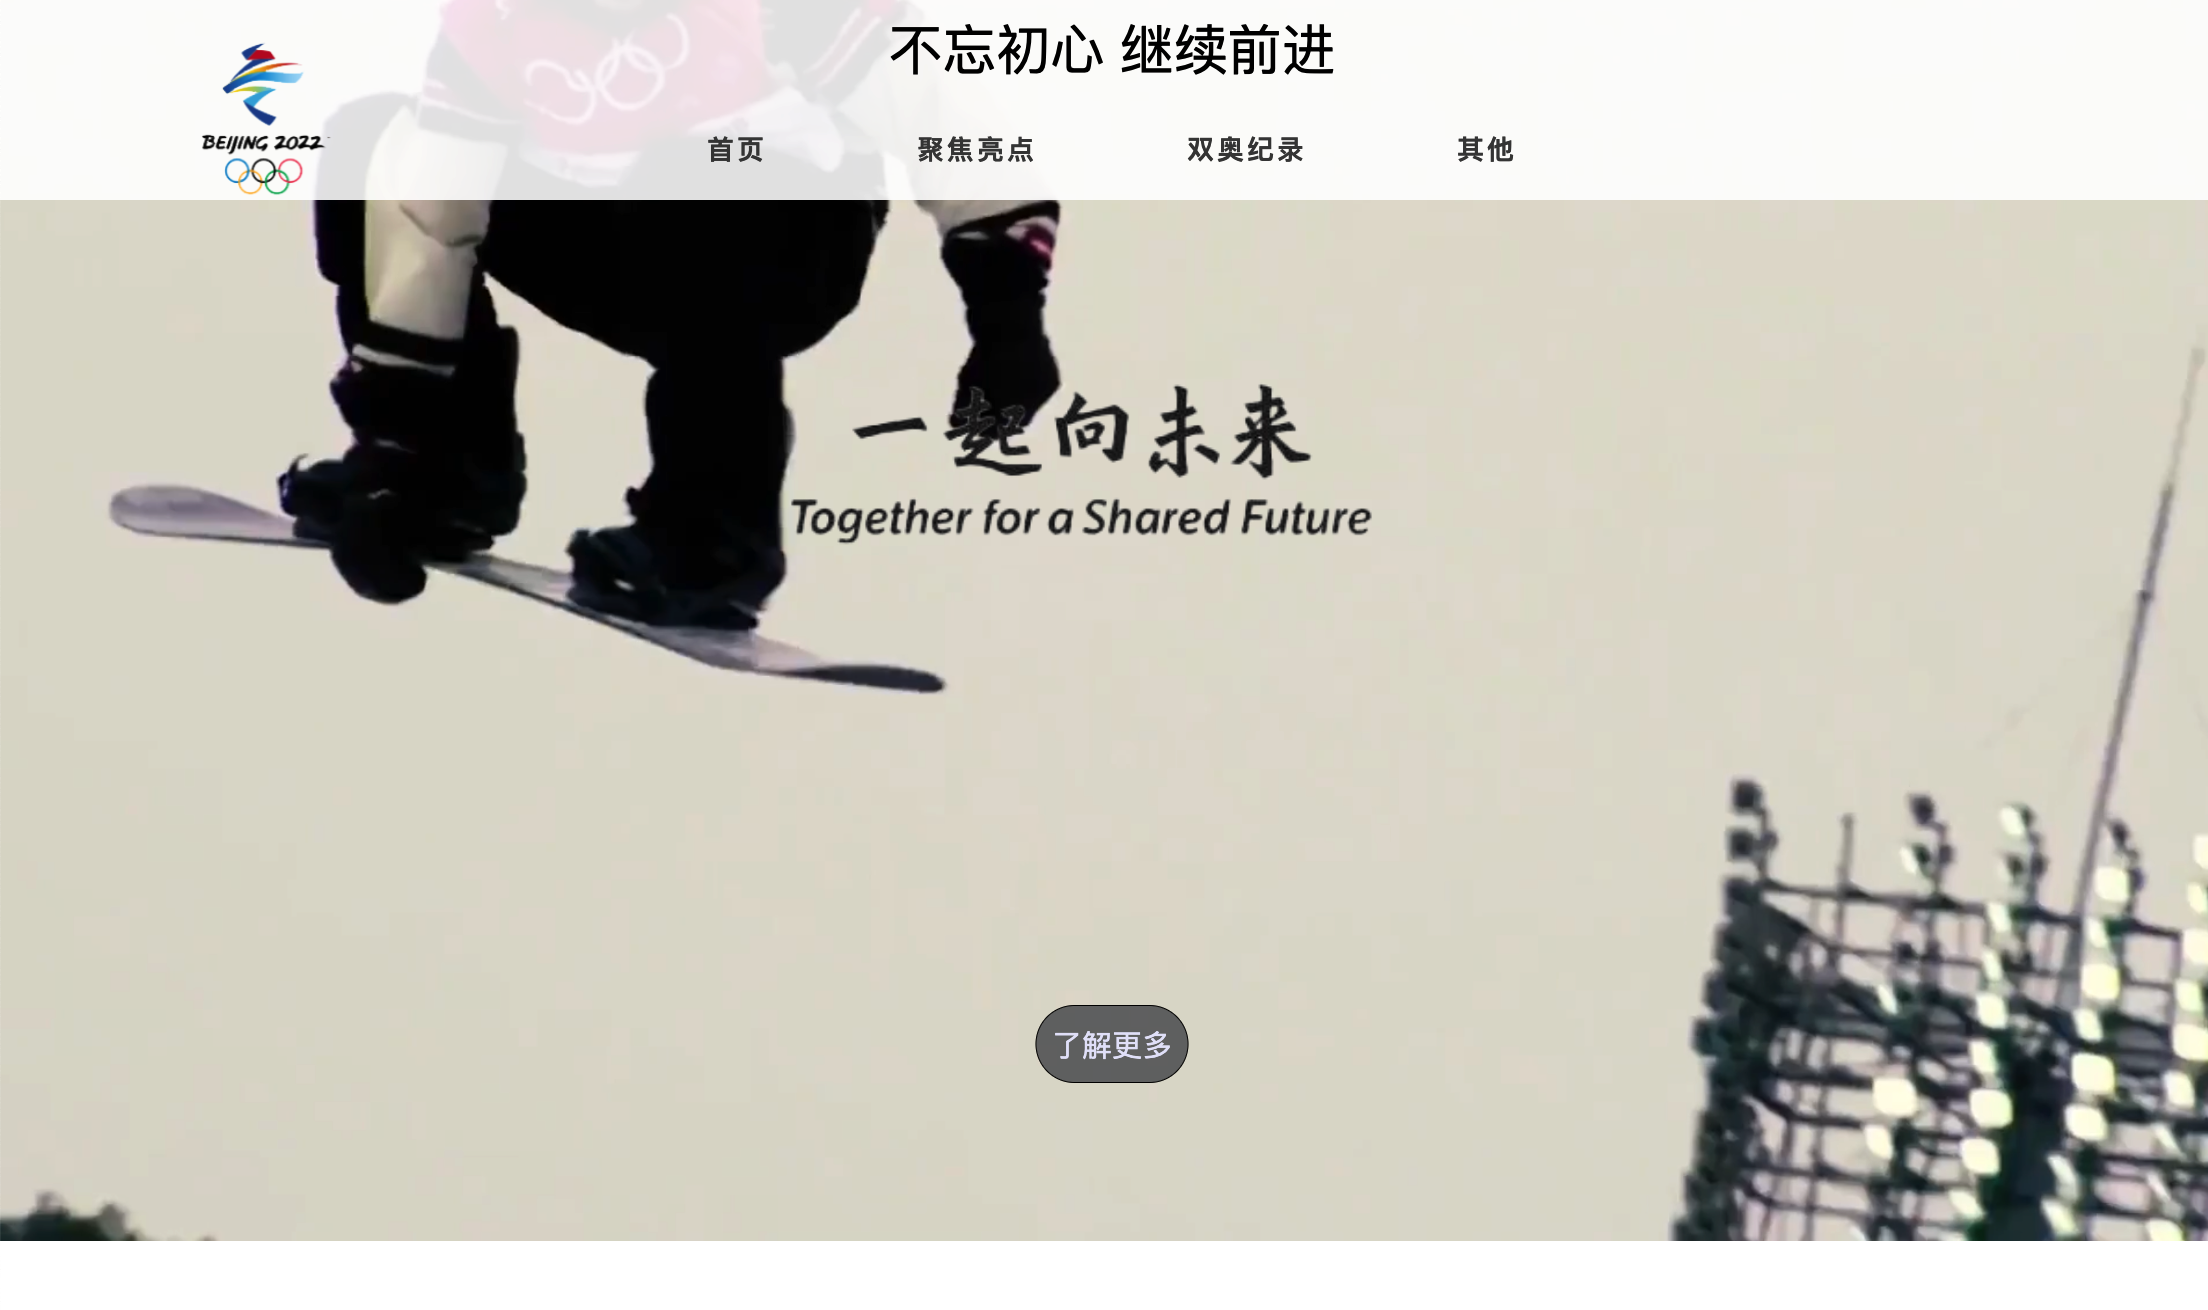 不忘初心 继续前进
BEIJING 2022
首页 聚焦亮点 双奥纪录 其他
一起向未来
Together for a Shared Future
了解更多